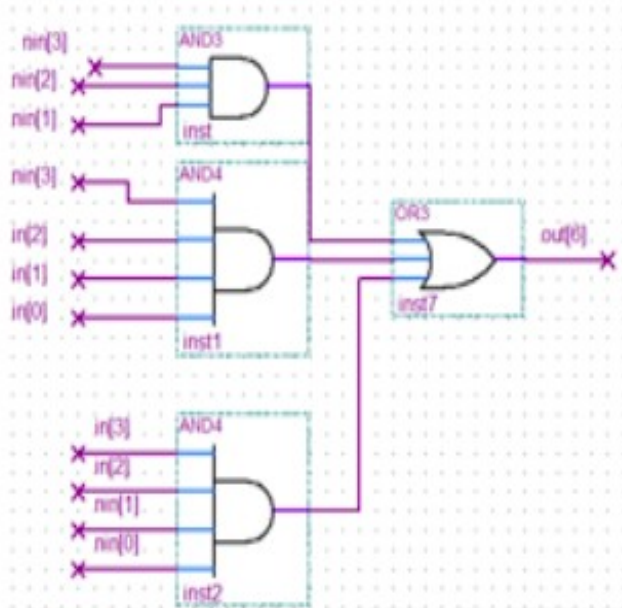 nin[3]
nin[2]
nin[1]
AND3
inst
nin[3]
in[2]
in[1]
in[0]
AND4
inst1
OR3
inst7
out[6]
in[3]
in[2]
nin[1]
nin[0]
AND4
inst2